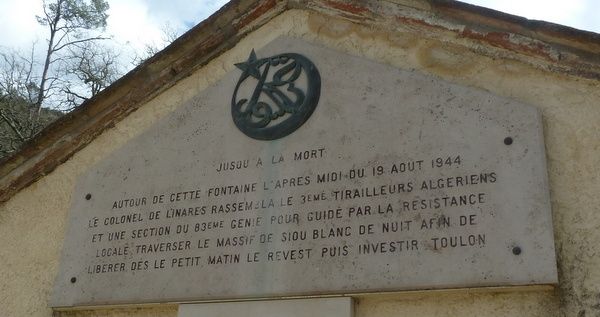 JUSQU'A LA MORT
AUTOUR DE CETTE FONTAINE L'APRES MIDI DU 19 AOUT 1944
LE COLONEL DE LINARES RASSEMBLA LE 3EME TIRAILLEURS ALGERIENS
ET UNE SECTION DU 83EME GENIE POUR GUIDÉ PAR LA RESISTANCE
LOCALE TRAVERSER LE MASSIF DE SIOU BLANC DE NUIT AFIN DE
LIBERER DÈS LE PETIT MATIN LE REVEST PUIS INVESTIR TOULON